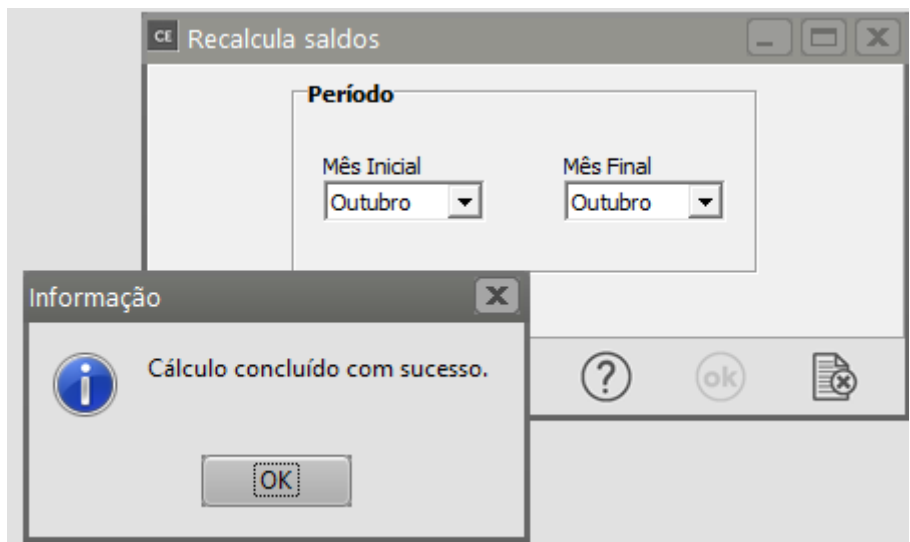 CE Recalcula saldos
Período
Mês Inicial Mês Final
Outubro Outubro
Informação
Cálculo concluído com sucesso.
? ok
OK